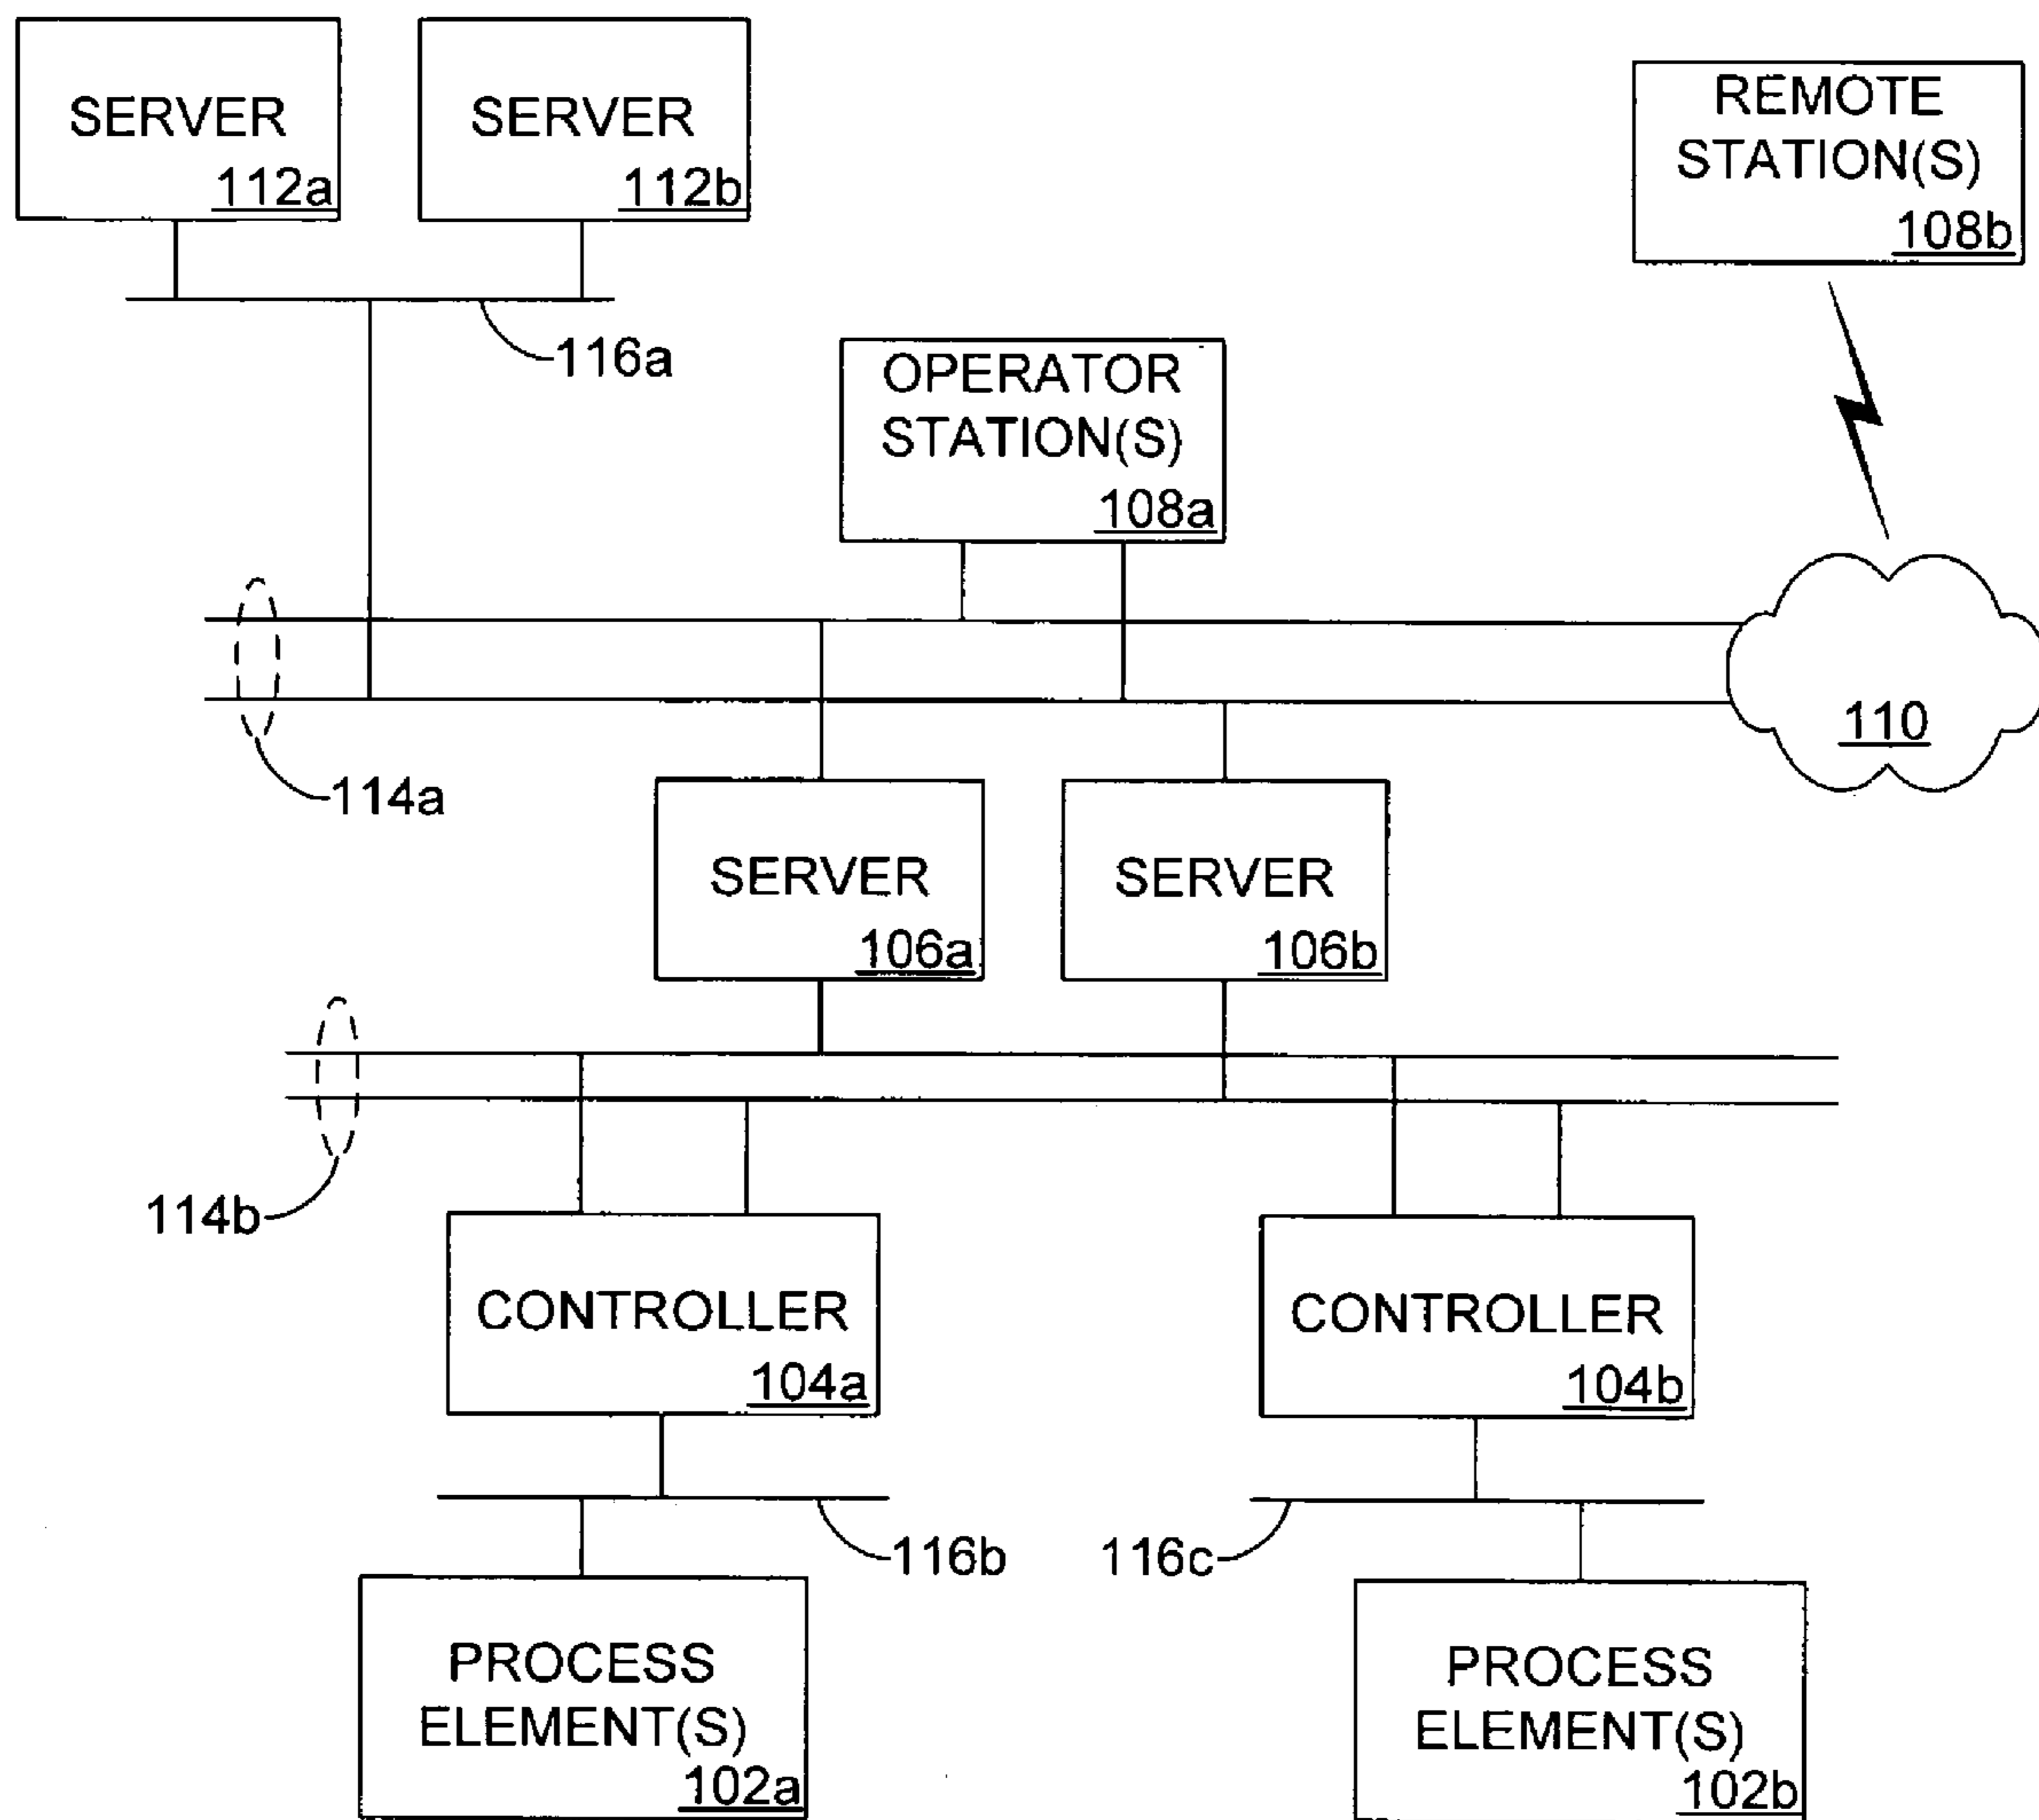 SERVER
112a
SERVER
112b
REMOTE
STATION(S)
108b
116a
OPERATOR
STATION(S)
108a
110
114a
SERVER
106a
SERVER
106b
114b
CONTROLLER
104a
CONTROLLER
104b
116b
116c
PROCESS
ELEMENT(S)
102a
PROCESS
ELEMENT(S)
102b